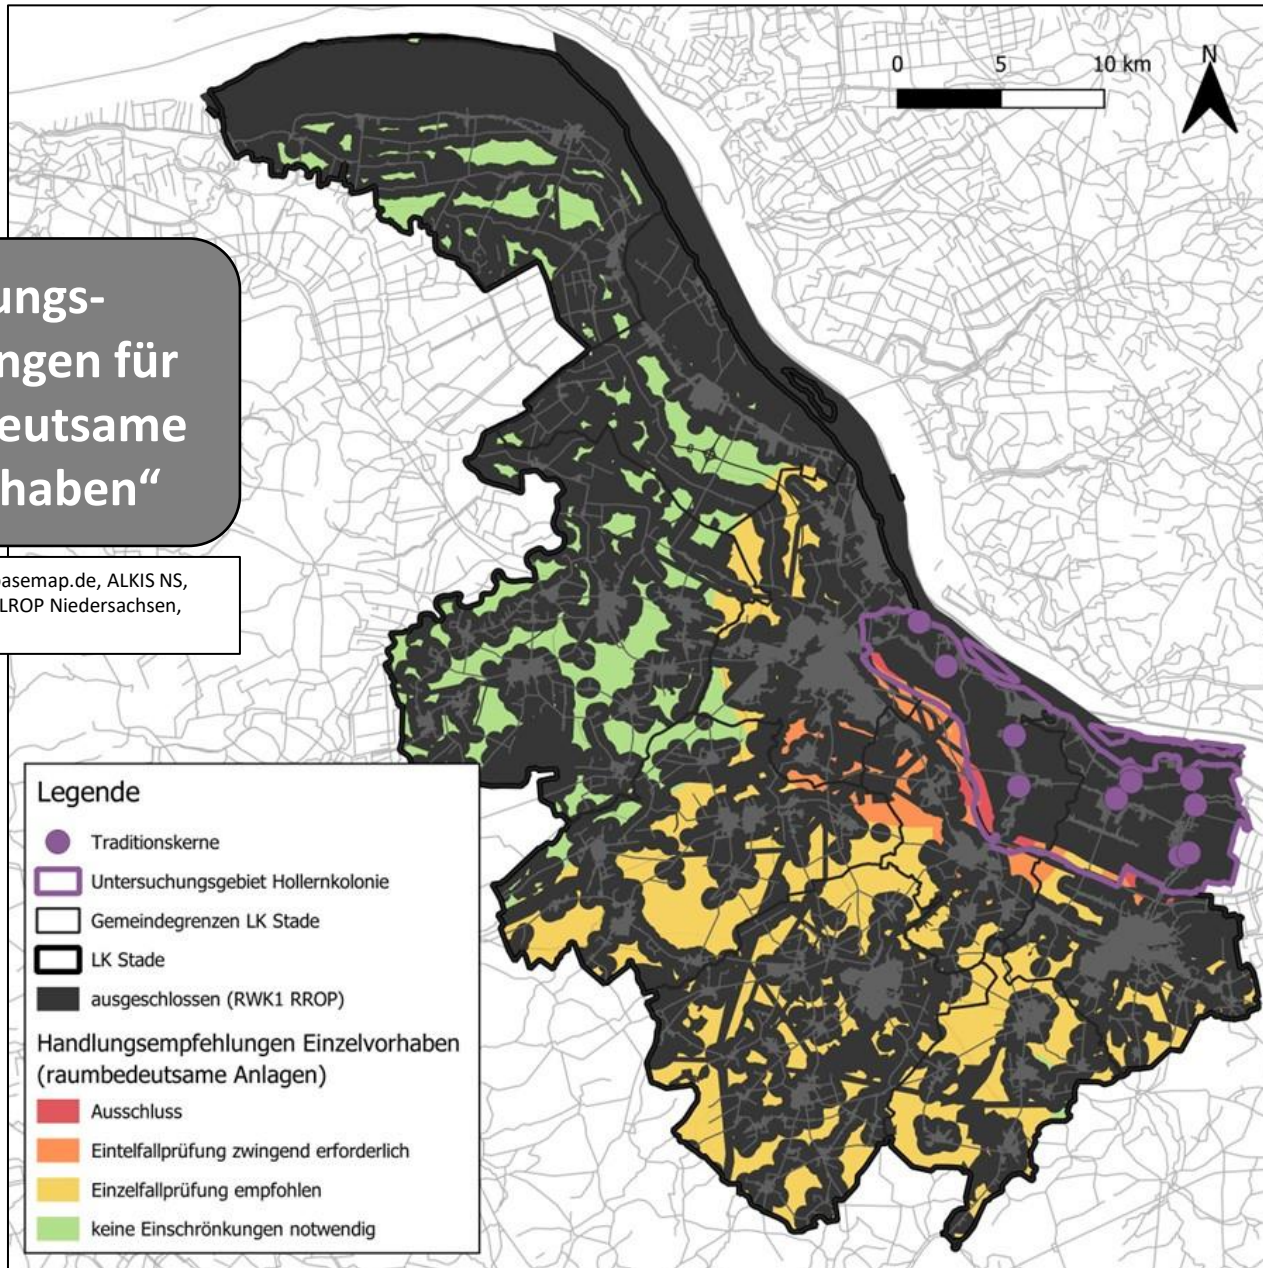 0 5 10 km
N
ungs-
ngen für
eutsame
haben“
basemap.de, ALKIS NS,
LROP Niedersachsen,
Legende
Traditionskerne
Untersuchungsgebiet Hollernkolonie
Gemeindegrenzen LK Stade
LK Stade
ausgeschlossen (RWK1 RROP)
Handlungsempfehlungen Einzelvorhaben
(raumbedeutsame Anlagen)
Ausschluss
Eintelfallprüfung zwingend erforderlich
Einzelfallprüfung empfohlen
keine Einschrönkungen notwendig